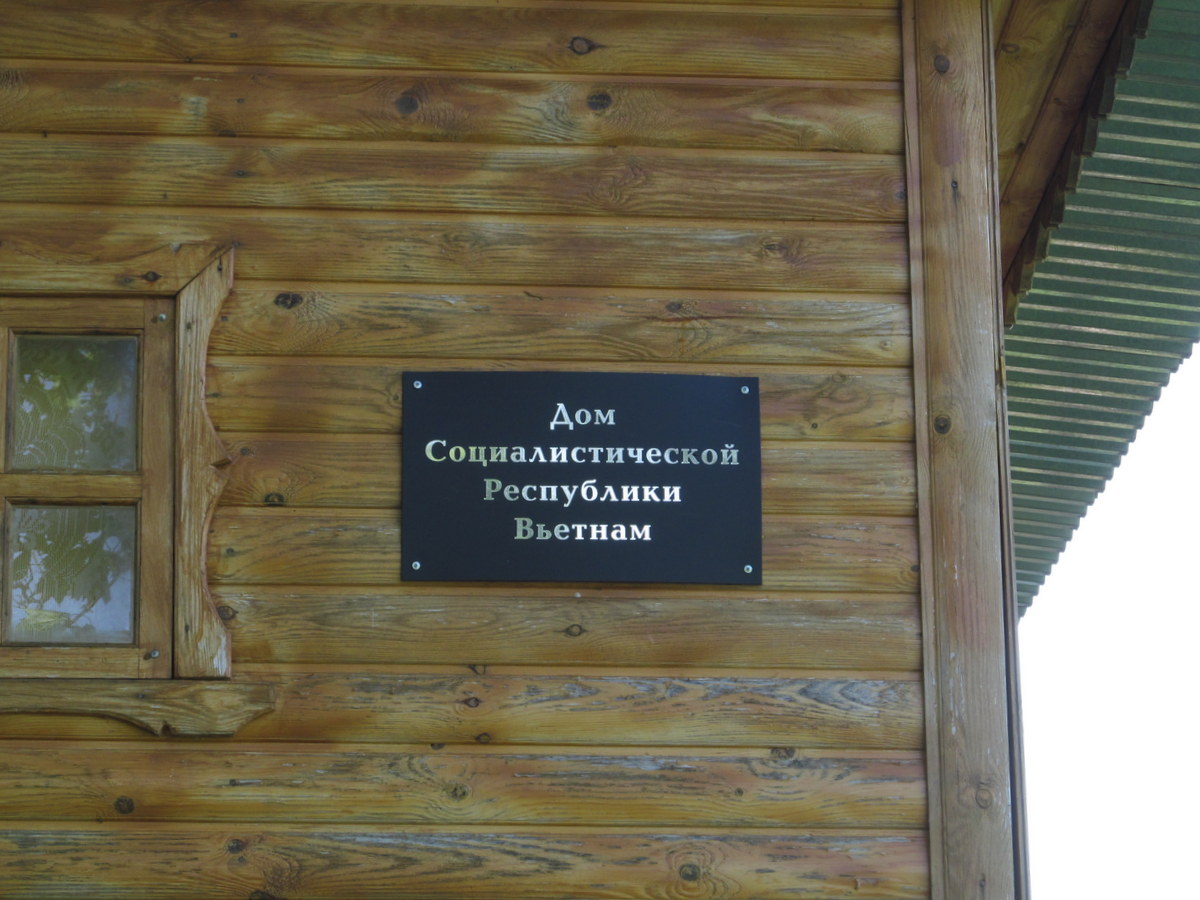 Дом
Социалистической
Республики
Вьетнам